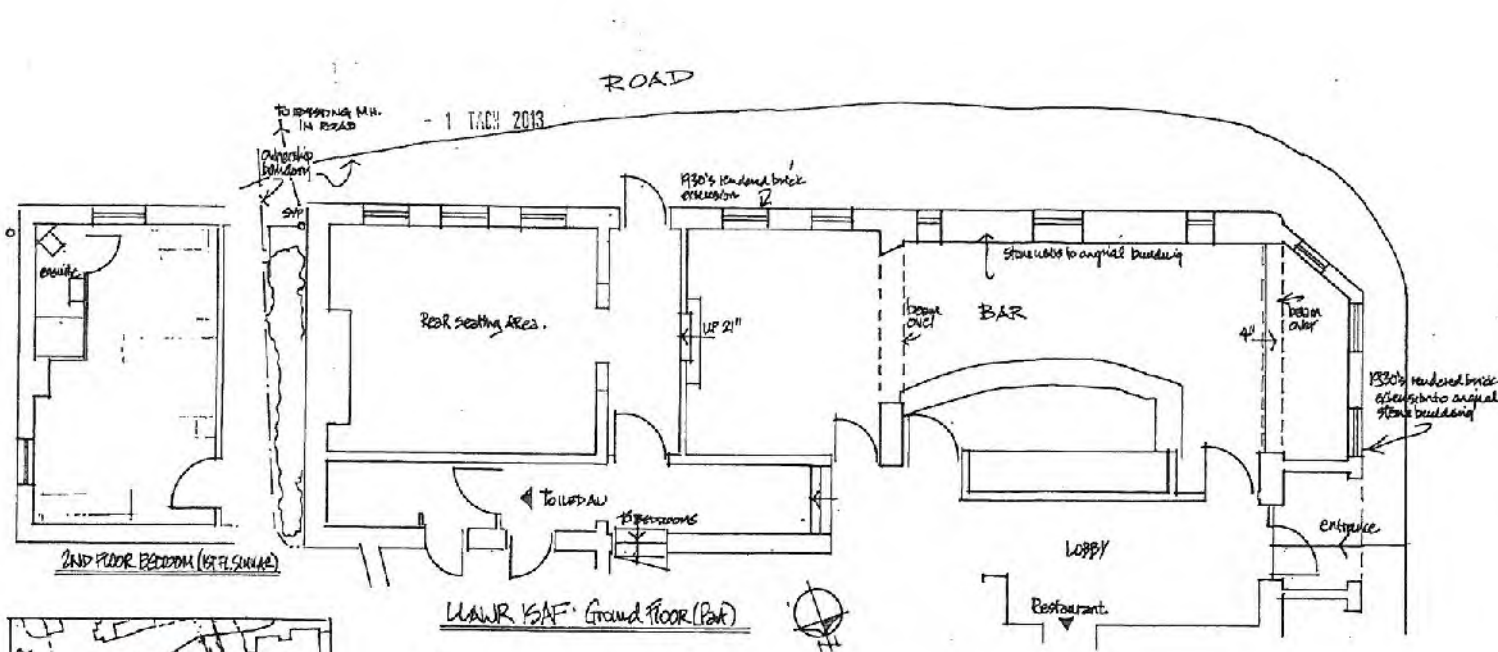 ROAD
TO EXISTING MH.
IN ROAD
- 1 TACH 2013
ownership
boundary
SVP
1930's rendered brick
extension
stone walls to original building
ensuite
Rear seating Area.
UP 21"
beam
over
BAR
4"
beam
over
1930's rendered brick
extension to original
stone building
TOILEDAU
to BEDROOMS
entrance
LOBBY
2ND FLOOR BEDROOM (1ST FL. SIMILAR)
LLAWR ISAF · Ground Floor (Part)
Restaurant